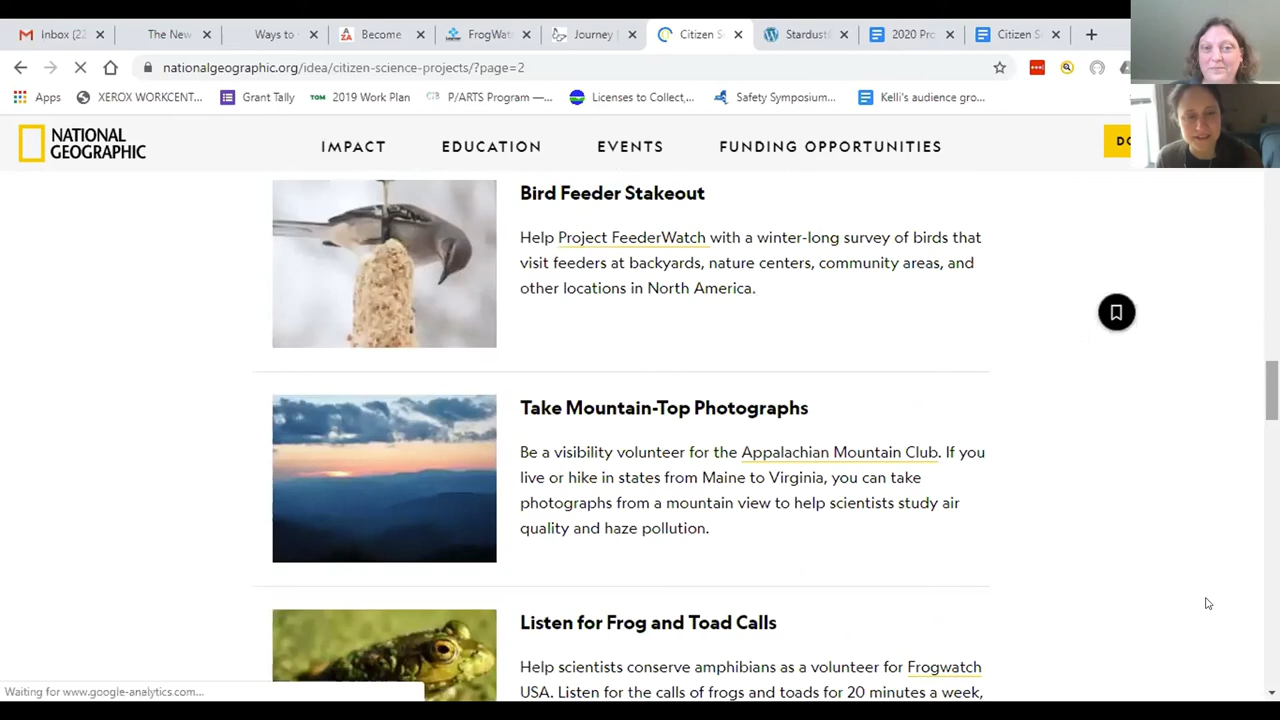 Inbox (22
The New
Ways to
Become
FrogWat
Journey
Citizen S
Stardust
2020 Pro
Citizen S
nationalgeographic.org/idea/citizen-science-projects/?page=2
Apps
XEROX WORKCENT...
Grant Tally
2019 Work Plan
P/ARTS Program —...
Licenses to Collect,...
Safety Symposium...
Kelli's audience gro...
NATIONAL
GEOGRAPHIC
IMPACT
EDUCATION
EVENTS
FUNDING OPPORTUNITIES
DO
Bird Feeder Stakeout
Help Project FeederWatch with a winter-long survey of birds that
visit feeders at backyards, nature centers, community areas, and
other locations in North America.
Take Mountain-Top Photographs
Be a visibility volunteer for the Appalachian Mountain Club. If you
live or hike in states from Maine to Virginia, you can take
photographs from a mountain view to help scientists study air
quality and haze pollution.
Listen for Frog and Toad Calls
Help scientists conserve amphibians as a volunteer for Frogwatch
USA. Listen for the calls of frogs and toads for 20 minutes a week,
Waiting for www.google-analytics.com...